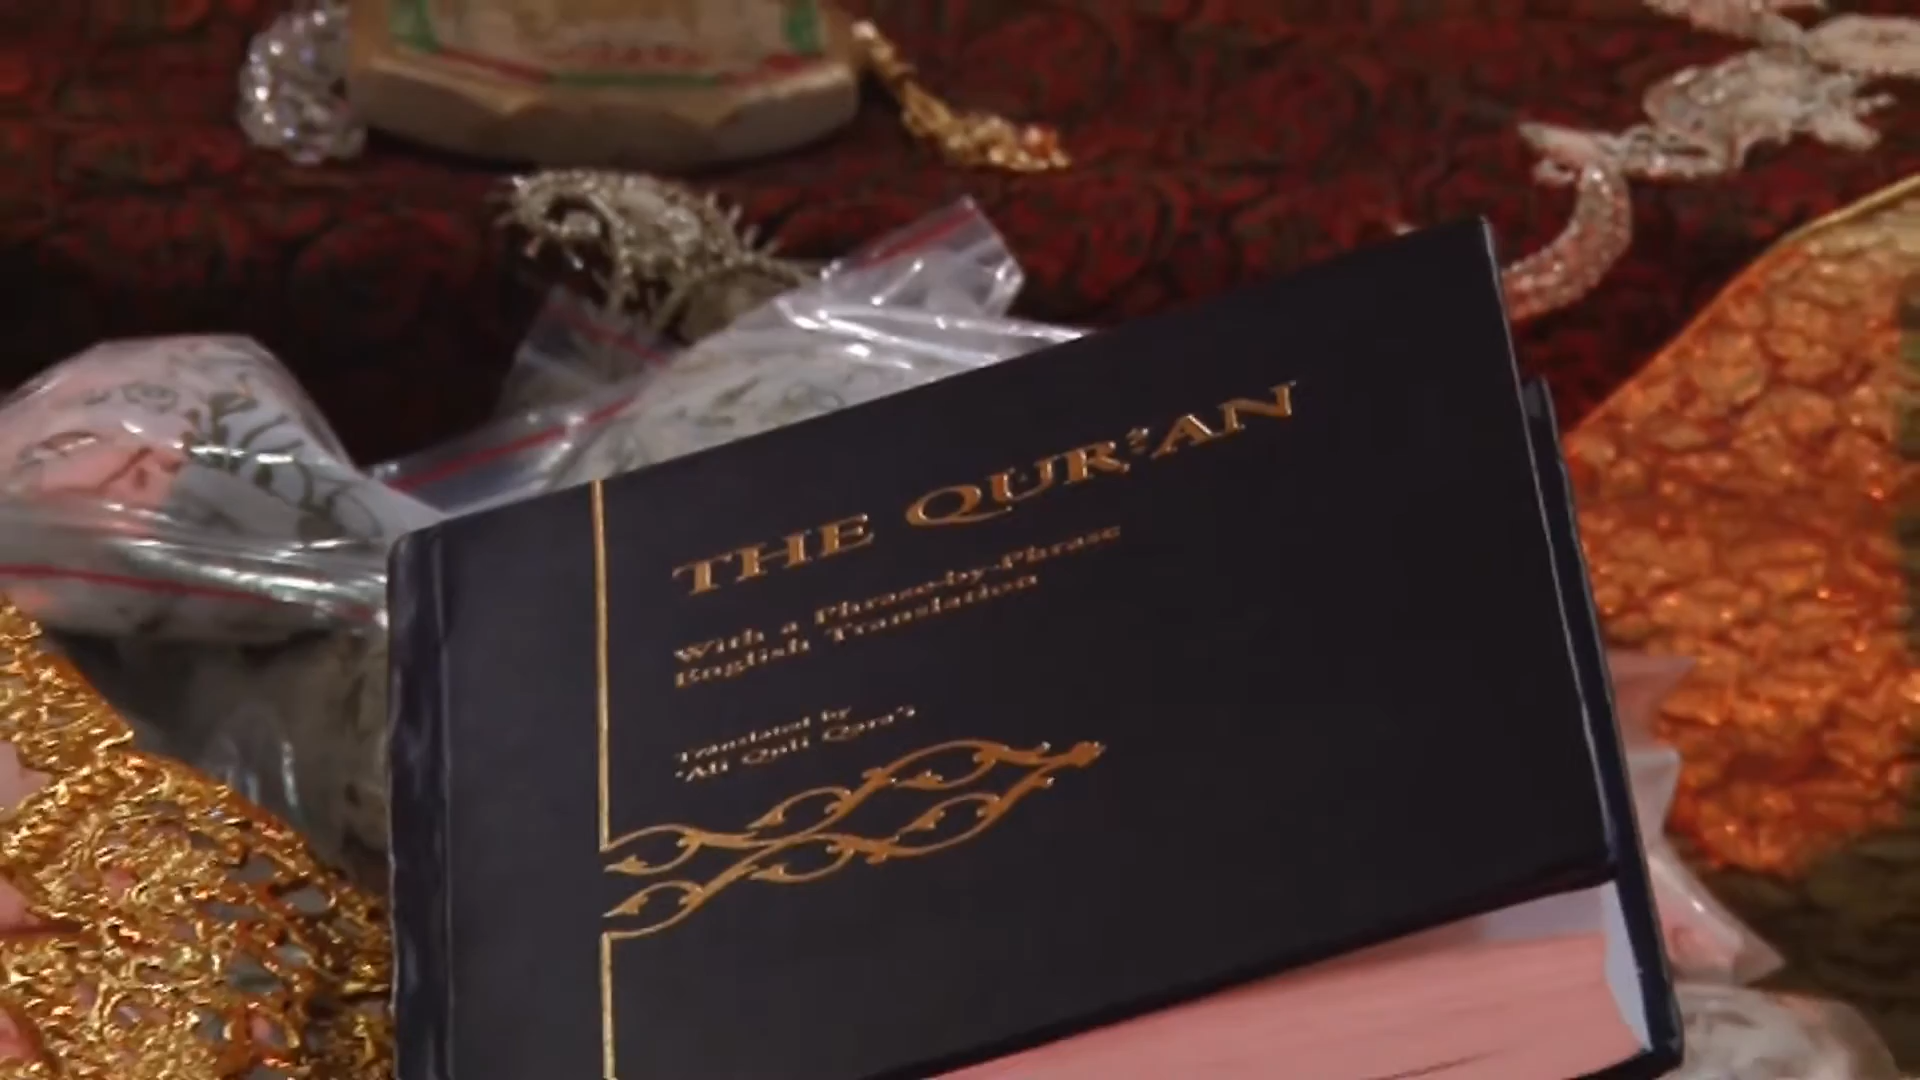 THE QUR'AN
With a Phrase-by-Phrase
English Translation
Translated by
'Ali Quli Qara'i